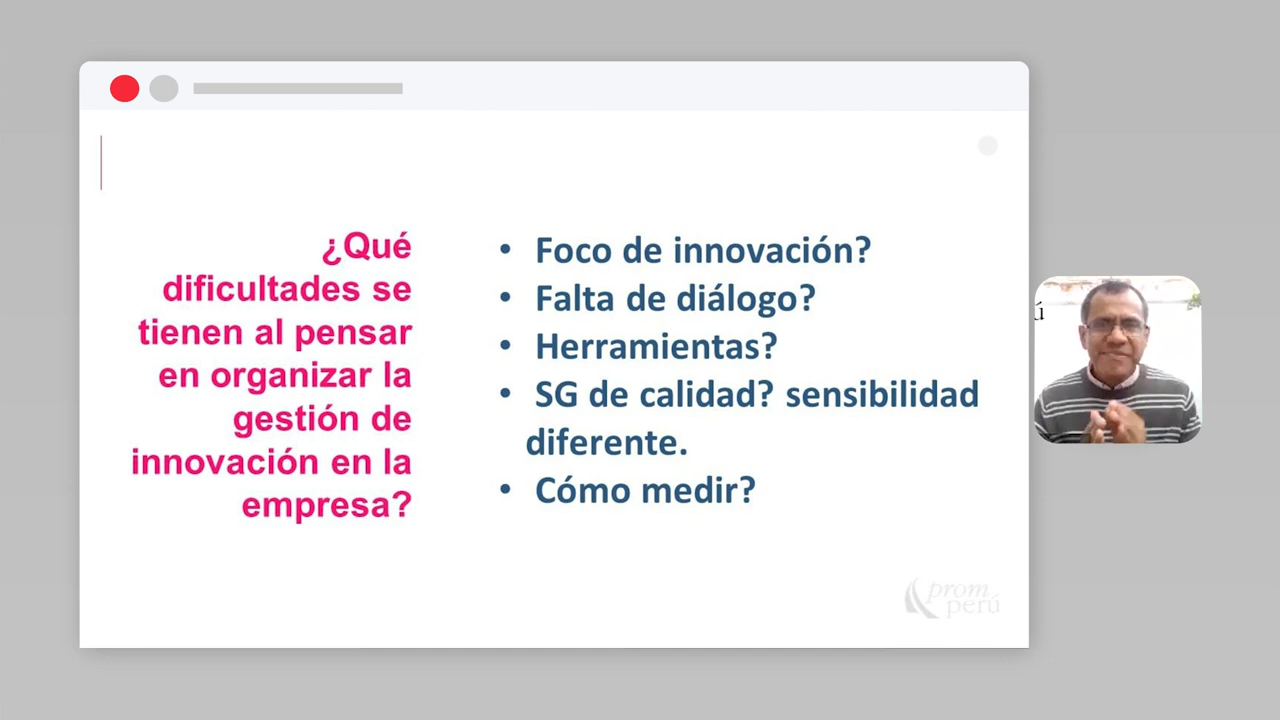 ¿Qué
dificultades se
tienen al pensar
en organizar la
gestión de
innovación en la
empresa?
• Foco de innovación?
• Falta de diálogo?
• Herramientas?
• SG de calidad? sensibilidad
diferente.
• Cómo medir?
prom
perú
ú